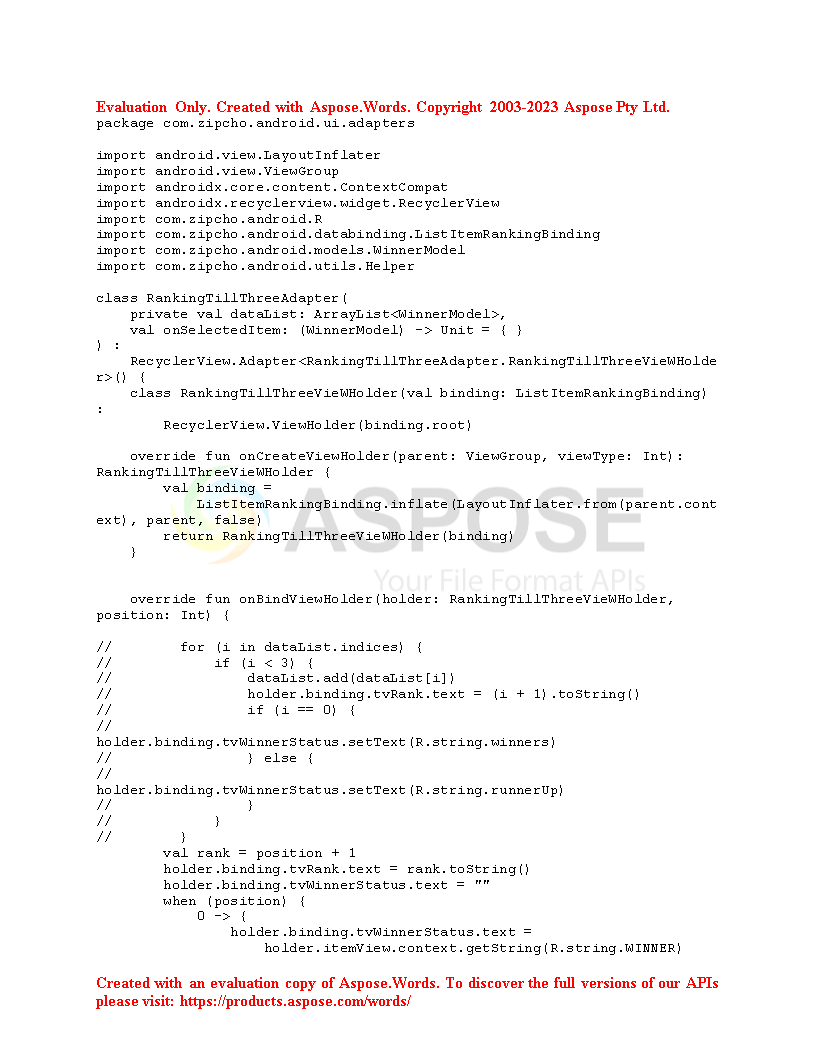 Evaluation Only. Created with Aspose.Words. Copyright 2003-2023 Aspose Pty Ltd.
package com.zipcho.android.ui.adapters

import android.view.LayoutInflater
import android.view.ViewGroup
import androidx.core.content.ContextCompat
import androidx.recyclerview.widget.RecyclerView
import com.zipcho.android.R
import com.zipcho.android.databinding.ListItemRankingBinding
import com.zipcho.android.models.WinnerModel
import com.zipcho.android.utils.Helper

class RankingTillThreeAdapter(
    private val dataList: ArrayList<WinnerModel>,
    val onSelectedItem: (WinnerModel) -> Unit = { }
) :
    RecyclerView.Adapter<RankingTillThreeAdapter.RankingTillThreeVieWHolde
r>() {
    class RankingTillThreeVieWHolder(val binding: ListItemRankingBinding)
:
        RecyclerView.ViewHolder(binding.root)

    override fun onCreateViewHolder(parent: ViewGroup, viewType: Int):
RankingTillThreeVieWHolder {
        val binding =
            ListItemRankingBinding.inflate(LayoutInflater.from(parent.cont
ext), parent, false)
        return RankingTillThreeVieWHolder(binding)
    }
ASPOSE
Your File Format APIs

    override fun onBindViewHolder(holder: RankingTillThreeVieWHolder,
position: Int) {

//        for (i in dataList.indices) {
//            if (i < 3) {
//                dataList.add(dataList[i])
//                holder.binding.tvRank.text = (i + 1).toString()
//                if (i == 0) {
//
holder.binding.tvWinnerStatus.setText(R.string.winners)
//                } else {
//
holder.binding.tvWinnerStatus.setText(R.string.runnerUp)
//                }
//            }
//        }
        val rank = position + 1
        holder.binding.tvRank.text = rank.toString()
        holder.binding.tvWinnerStatus.text = ""
        when (position) {
            0 -> {
                holder.binding.tvWinnerStatus.text =
                    holder.itemView.context.getString(R.string.WINNER)

Created with an evaluation copy of Aspose.Words. To discover the full versions of our APIs
please visit: https://products.aspose.com/words/